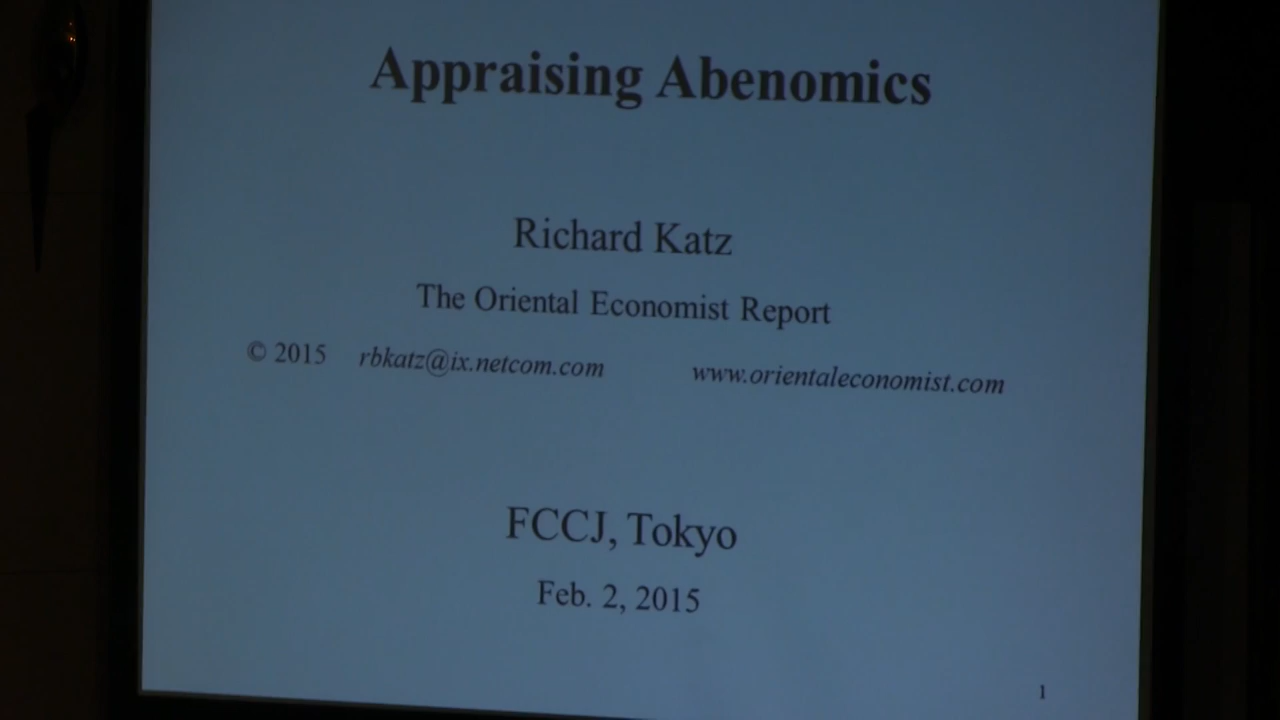 Appraising Abenomics
Richard Katz
The Oriental Economist Report
© 2015 rbkatz@ix.netcom.com www.orientaleconomist.com
FCCJ, Tokyo
Feb. 2, 2015
1